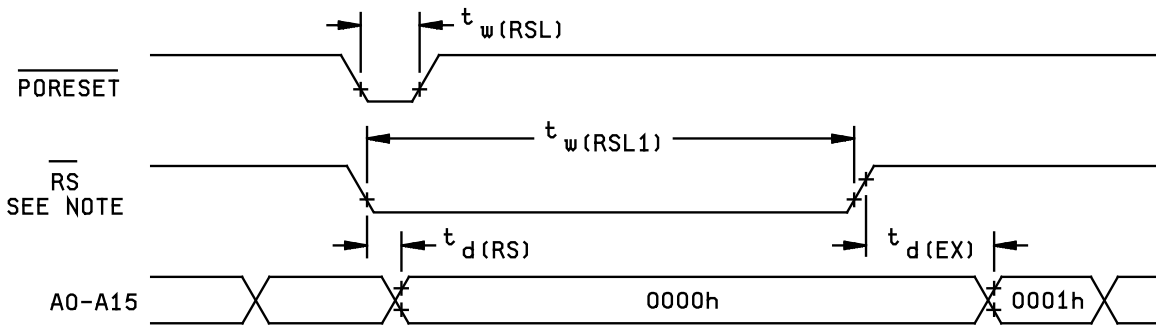 t w(RSL)
PORESET
t w(RSL1)
RS
SEE NOTE
t d(RS)
t d(EX)
A0-A15
0000h
0001h